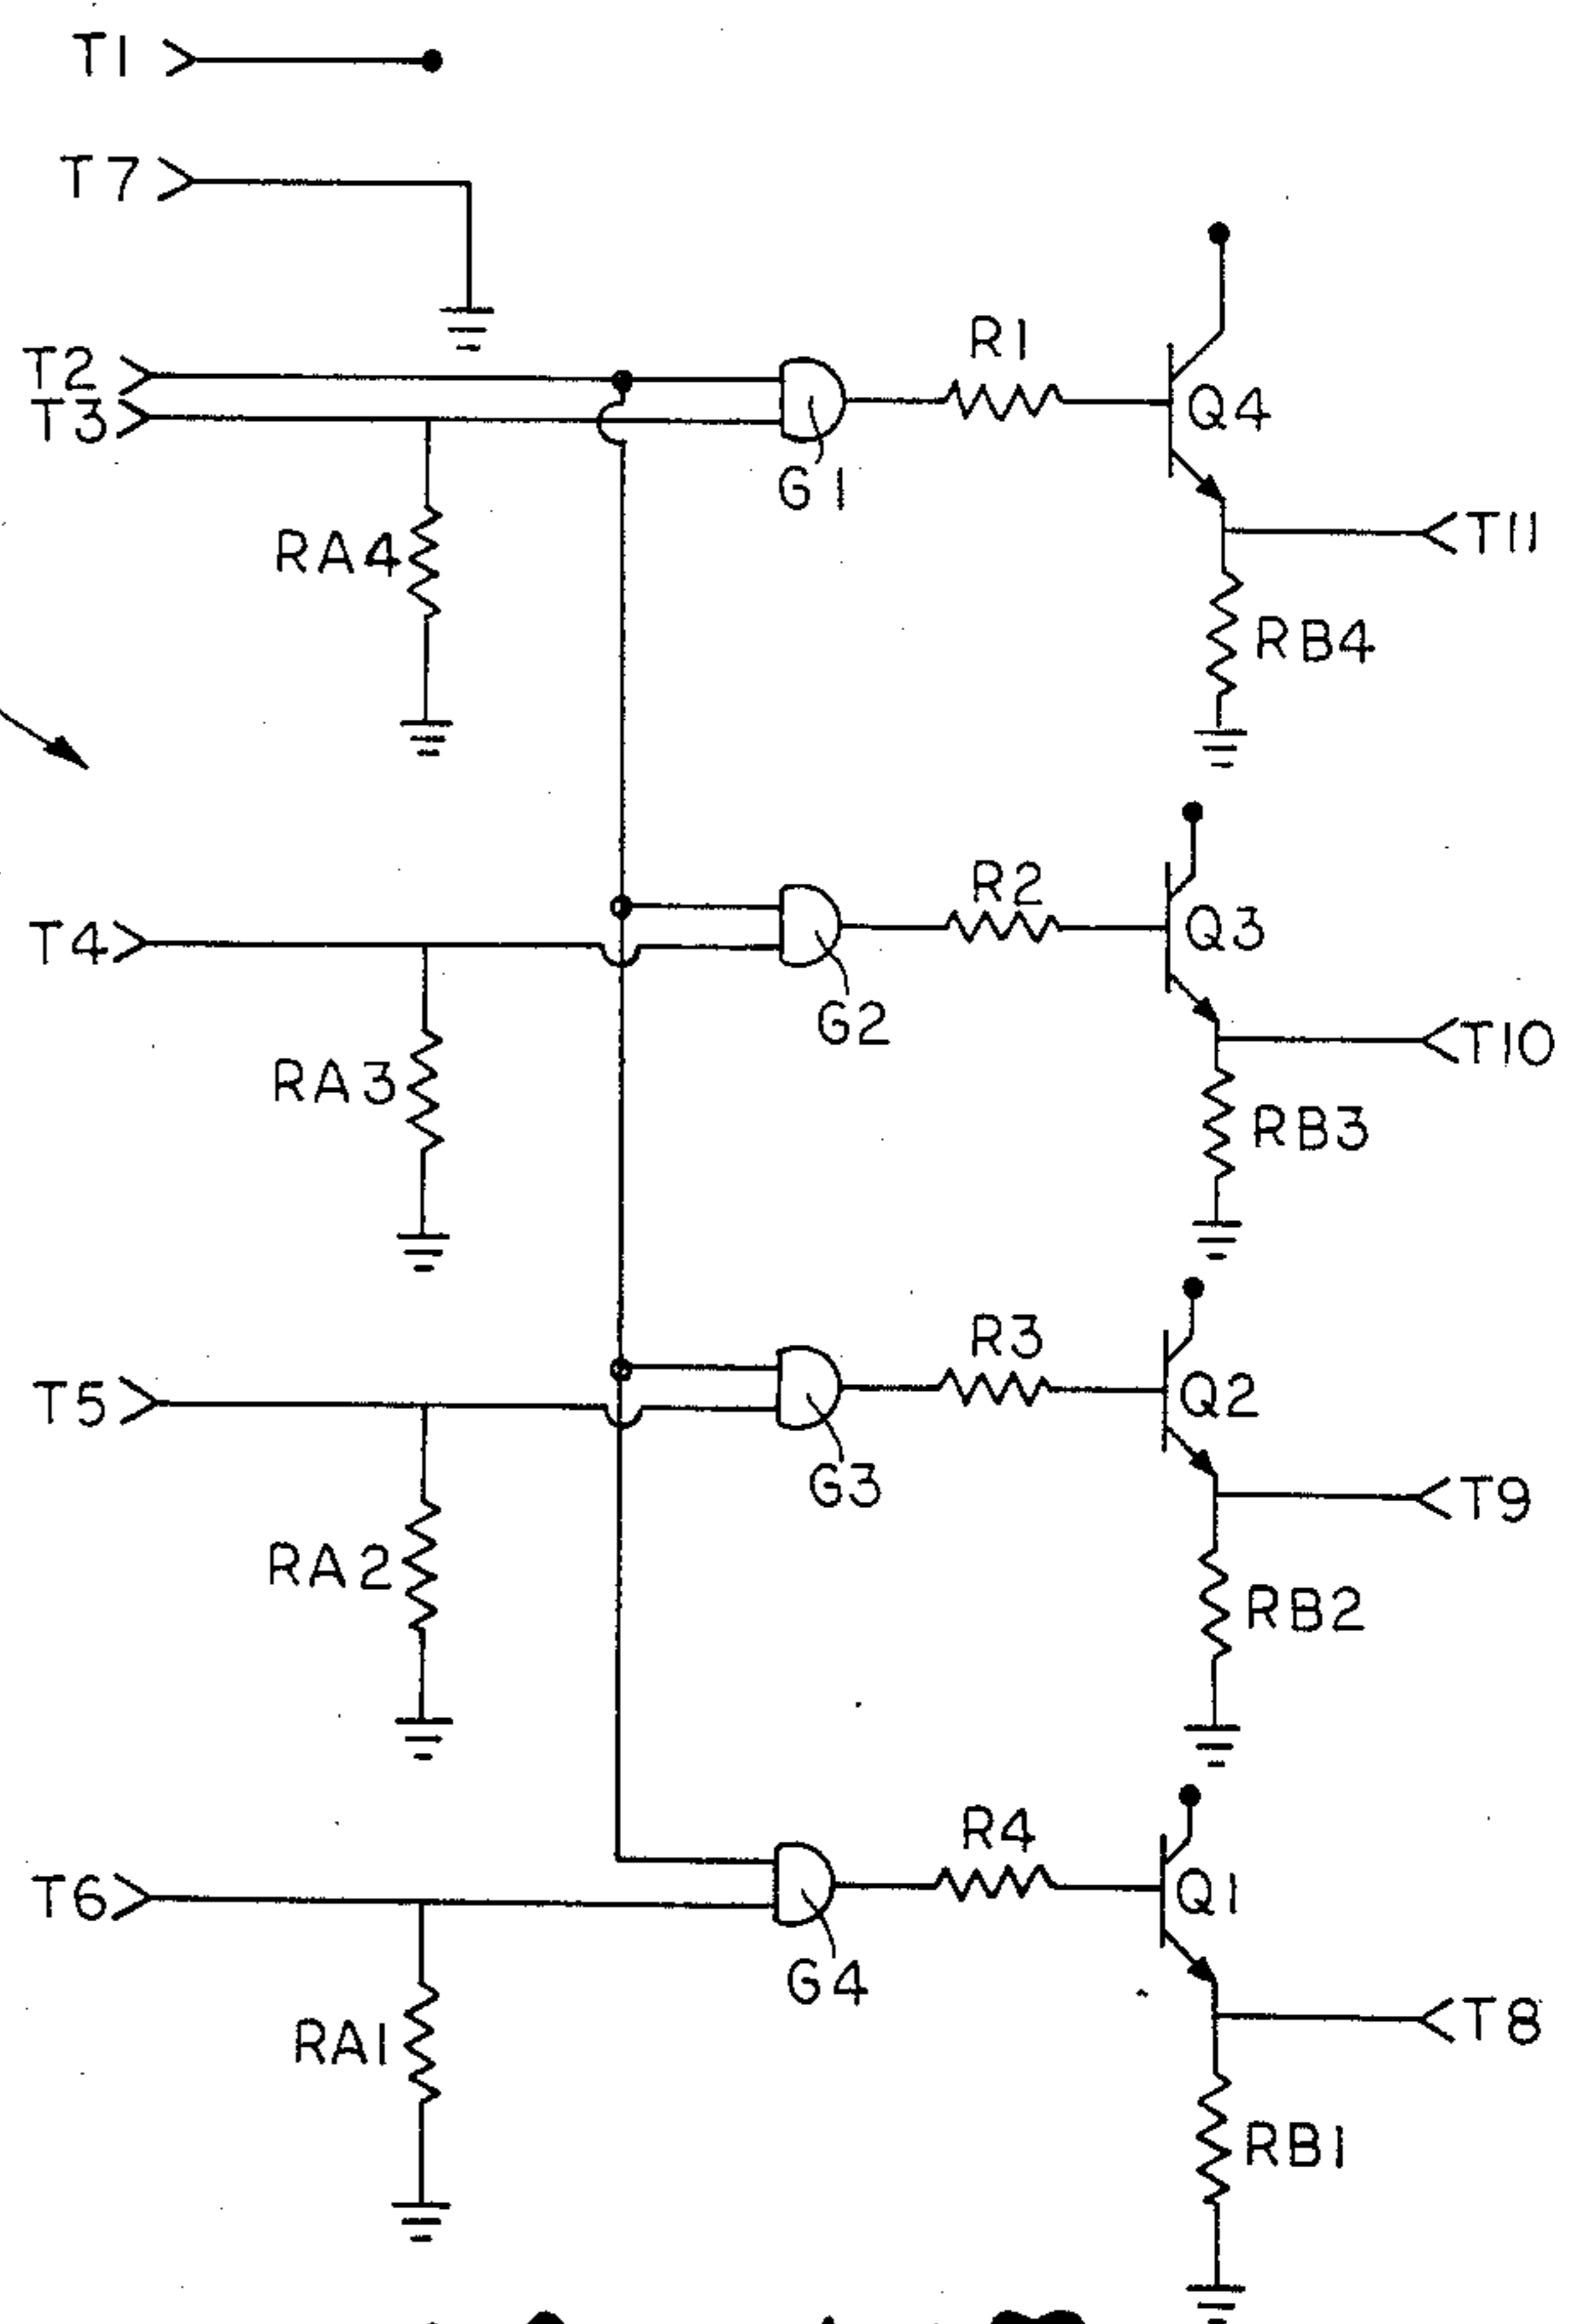 T1
T7
T2
T3
R1
Q4
G1
T11
RA4
RB4
R2
Q3
T4
G2
T10
RA3
RB3
R3
Q2
T5
G3
T9
RA2
RB2
R4
Q1
T6
G4
T8
RA1
RB1